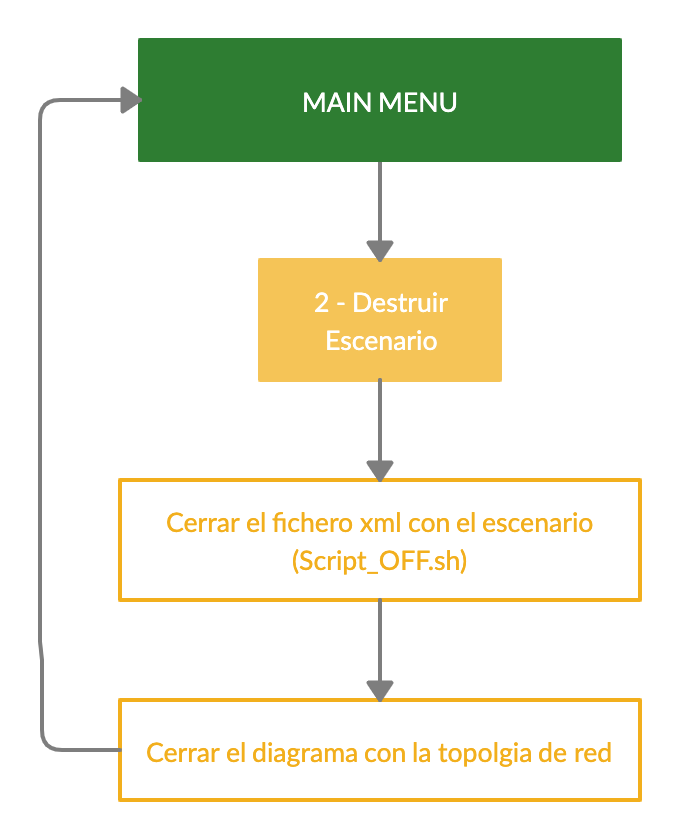 MAIN MENU
2 - Destruir
Escenario
Cerrar el fichero xml con el escenario
(Script_OFF.sh)
Cerrar el diagrama con la topolgia de red